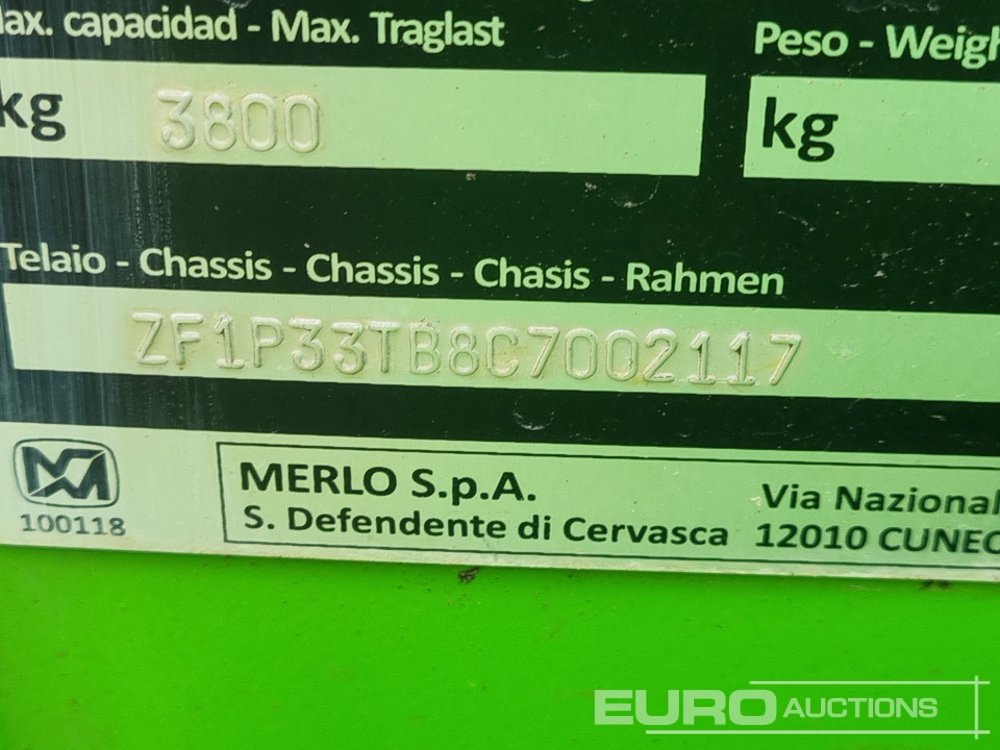 ax. capacidad - Max. Traglast
Peso - Weigh
kg 3800
kg
Telaio - Chassis - Chassis - Chasis - Rahmen
ZF1P33TB8C7002117
100118
MERLO S.p.A.
Via Nazional
S. Defendente di Cervasca
12010 CUNEO
EURO AUCTIONS